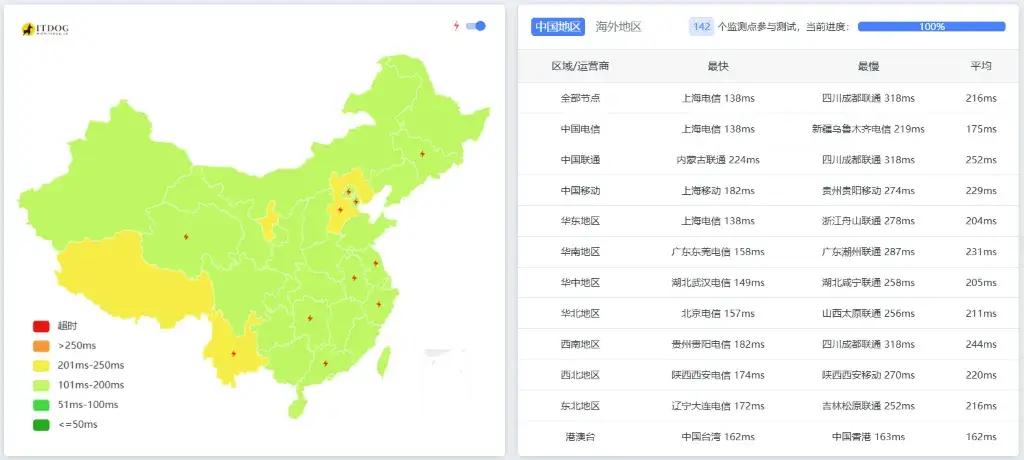 ITDOG
超时
>250ms
201ms-250ms
101ms-200ms
51ms-100ms
<=50ms
中国地区 海外地区 142 个监测点参与测试，当前进度： 100%
区域/运营商 最快 最慢 平均
全部节点 上海电信 138ms 四川成都联通 318ms 216ms
中国电信 上海电信 138ms 新疆乌鲁木齐电信 219ms 175ms
中国联通 内蒙古联通 224ms 四川成都联通 318ms 252ms
中国移动 上海移动 182ms 贵州贵阳移动 274ms 229ms
华东地区 上海电信 138ms 浙江舟山联通 278ms 204ms
华南地区 广东东莞电信 158ms 广东潮州联通 287ms 231ms
华中地区 湖北武汉电信 149ms 湖北咸宁联通 258ms 205ms
华北地区 北京电信 157ms 山西太原联通 256ms 211ms
西南地区 贵州贵阳电信 182ms 四川成都联通 318ms 244ms
西北地区 陕西西安电信 174ms 陕西西安移动 270ms 220ms
东北地区 辽宁大连电信 172ms 吉林松原联通 252ms 216ms
港澳台 中国台湾 162ms 中国香港 163ms 162ms